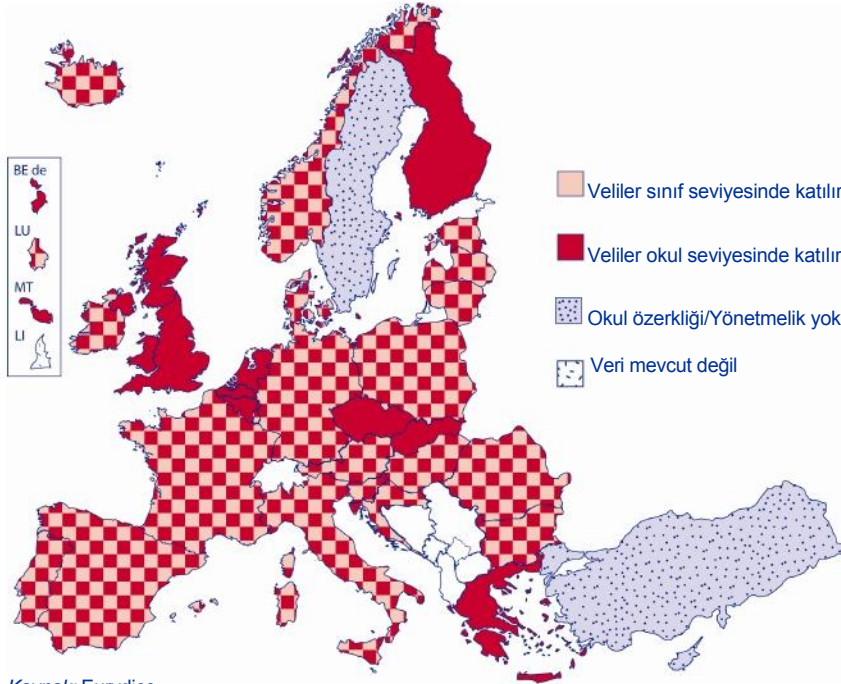 BE de
LU
MT
LI
Veliler sınıf seviyesinde katılır
Veliler okul seviyesinde katılır
Okul özerkliği/Yönetmelik yok
Veri mevcut değil
Kaynak: Eurydice